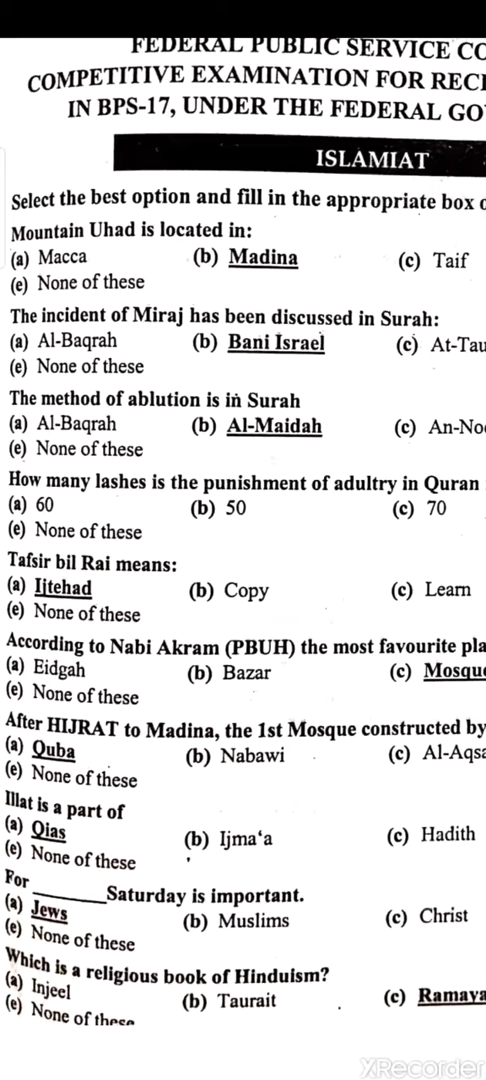 FEDERAL PUBLIC SERVICE CO
COMPETITIVE EXAMINATION FOR RECI
IN BPS-17, UNDER THE FEDERAL GO
ISLAMIAT
Select the best option and fill in the appropriate box o
Mountain Uhad is located in:
(a) Macca (b) Madina (c) Taif
(e) None of these
The incident of Miraj has been discussed in Surah:
(a) Al-Baqrah (b) Bani Israel (c) At-Tau
(e) None of these
The method of ablution is in Surah
(a) Al-Baqrah (b) Al-Maidah (c) An-Noo
(e) None of these
How many lashes is the punishment of adultry in Quran
(a) 60 (b) 50 (c) 70
(e) None of these
Tafsir bil Rai means:
(a) Ijtehad (b) Copy (c) Learn
(e) None of these
According to Nabi Akram (PBUH) the most favourite pla
(a) Eidgah (b) Bazar (c) Mosque
(e) None of these
After HIJRAT to Madina, the 1st Mosque constructed by
(a) Quba (b) Nabawi (c) Al-Aqsa
(e) None of these
Illat is a part of
(a) Qias (b) Ijma‘a (c) Hadith
(e) None of these
For ______Saturday is important.
(a) Jews (b) Muslims (c) Christ
(e) None of these
Which is a religious book of Hinduism?
(a) Injeel (b) Taurait (c) Ramaya
(e) None of these
XRecorder